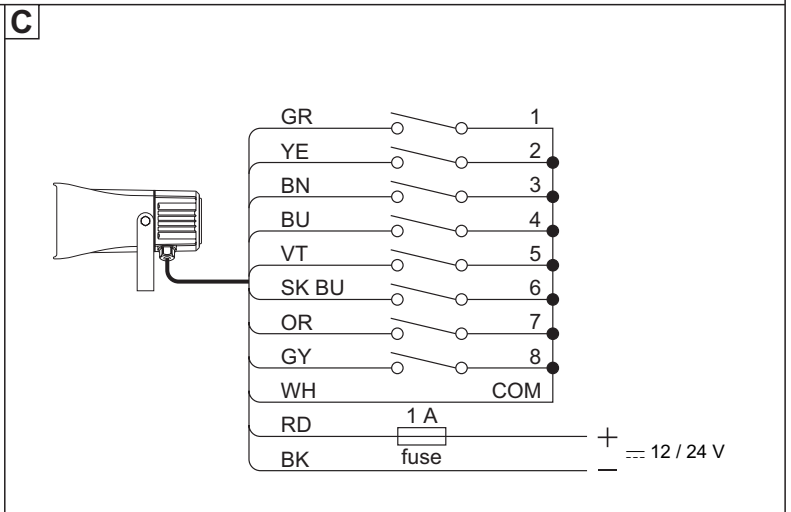 C
GR 1
YE 2
BN 3
BU 4
VT 5
SK BU 6
OR 7
GY 8
WH COM
RD 1 A +
fuse 12 / 24 V
BK −